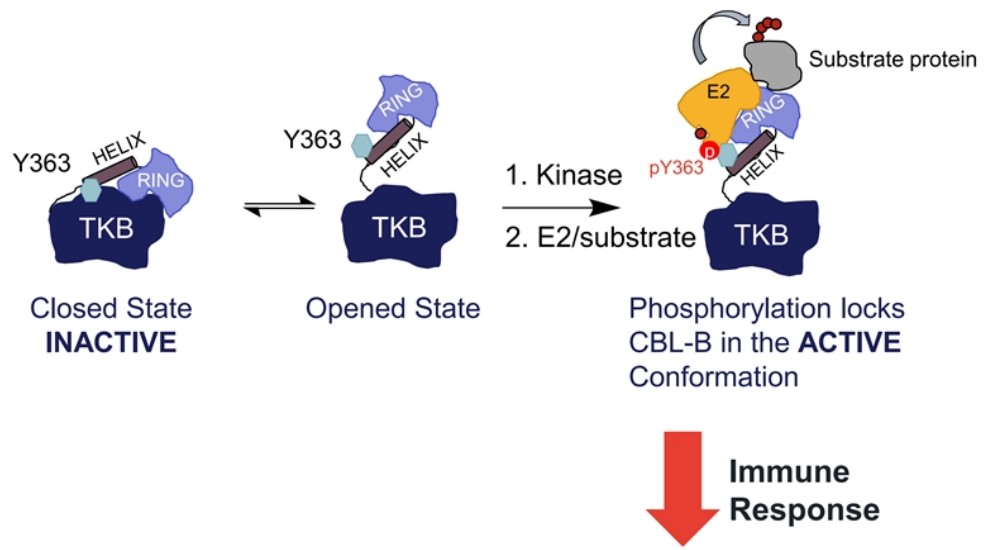 Y363
HELIX
RING
TKB
Closed State
INACTIVE
Y363
RING
HELIX
TKB
Opened State
1. Kinase
2. E2/substrate
Substrate protein
E2
RING
p
pY363
HELIX
TKB
Phosphorylation locks
CBL-B in the ACTIVE
Conformation
Immune
Response